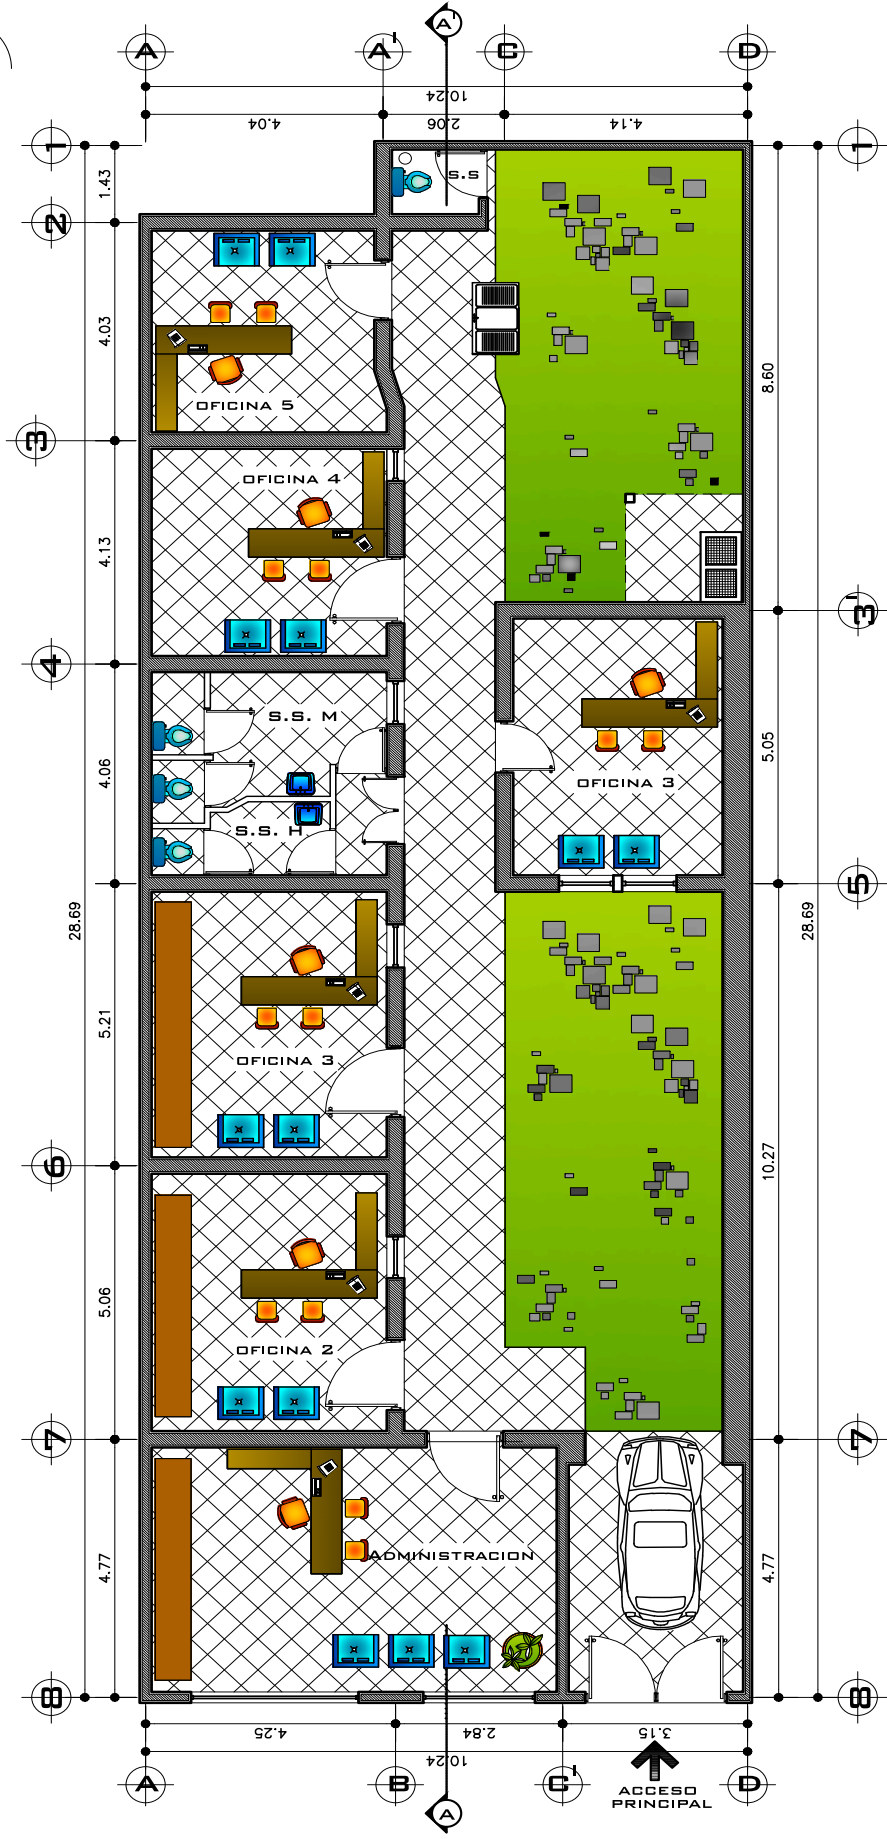 A'
A A' C D
10.24
4.04 2.06 4.14
1 1
1.43
S.S
2
4.03
8.60
OFICINA 5
3
OFICINA 4
4.13
3'
4
S.S. M
4.06
5.05
OFICINA 3
S.S. H
5 5
28.69 28.69
5.21
OFICINA 3
6
10.27
5.06
OFICINA 2
7 7
ADMINISTRACION
4.77 4.77
8 8
4.25 2.84 3.15
10.24
A B C' D
A
ACCESO
PRINCIPAL